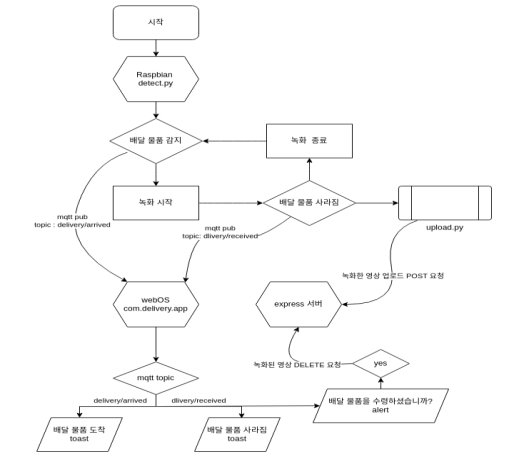 시작
Raspbian
detect.py
배달 물품 감지
녹화 종료
녹화 시작
배달 물품 사라짐
upload.py
mqtt pub
topic : delivery/arrived
mqtt pub
topic: dlivery/received
녹화한 영상 업로드 POST 요청
webOS
com.delivery.app
express 서버
녹화된 영상 DELETE 요청
yes
mqtt topic
delivery/arrived
dlivery/received
배달 물품을 수령하셨습니까?
alert
배달 물품 도착
toast
배달 물품 사라짐
toast